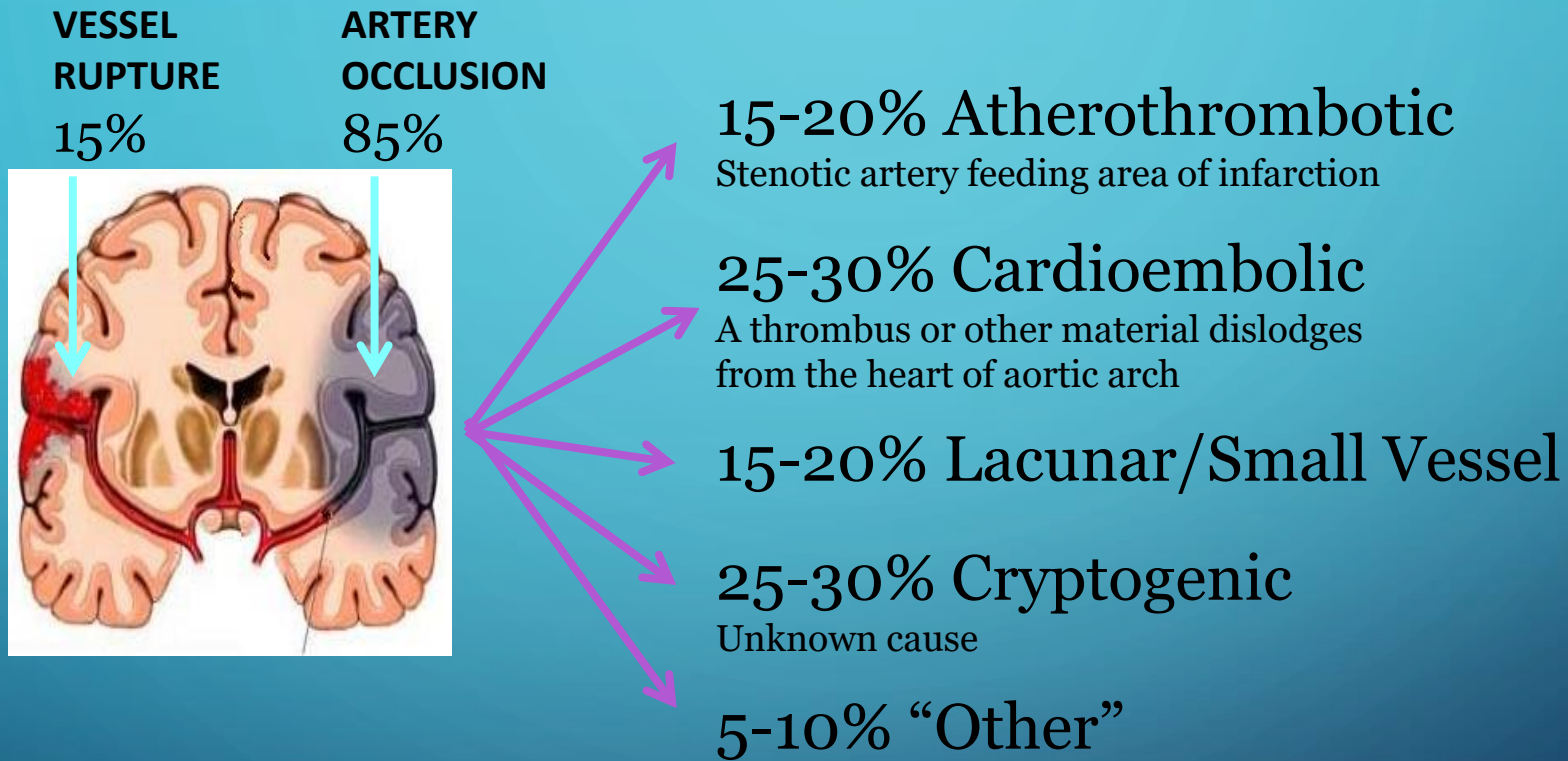 VESSEL
RUPTURE
15%
ARTERY
OCCLUSION
85%
15-20% Atherothrombotic
Stenotic artery feeding area of infarction
25-30% Cardioembolic
A thrombus or other material dislodges
from the heart of aortic arch
15-20% Lacunar/Small Vessel
25-30% Cryptogenic
Unknown cause
5-10% “Other”